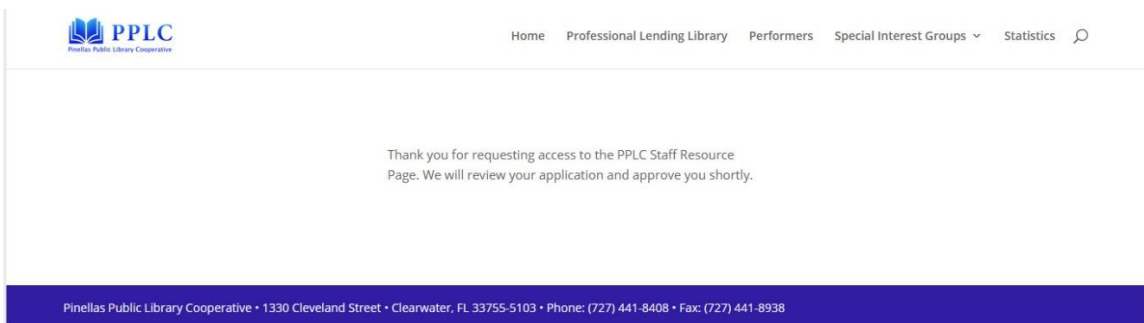 PPLC
Pinellas Public Library Cooperative
Home Professional Lending Library Performers Special Interest Groups Statistics
Thank you for requesting access to the PPLC Staff Resource
Page. We will review your application and approve you shortly.
Pinellas Public Library Cooperative • 1330 Cleveland Street • Clearwater, FL 33755-5103 • Phone: (727) 441-8408 • Fax: (727) 441-8938